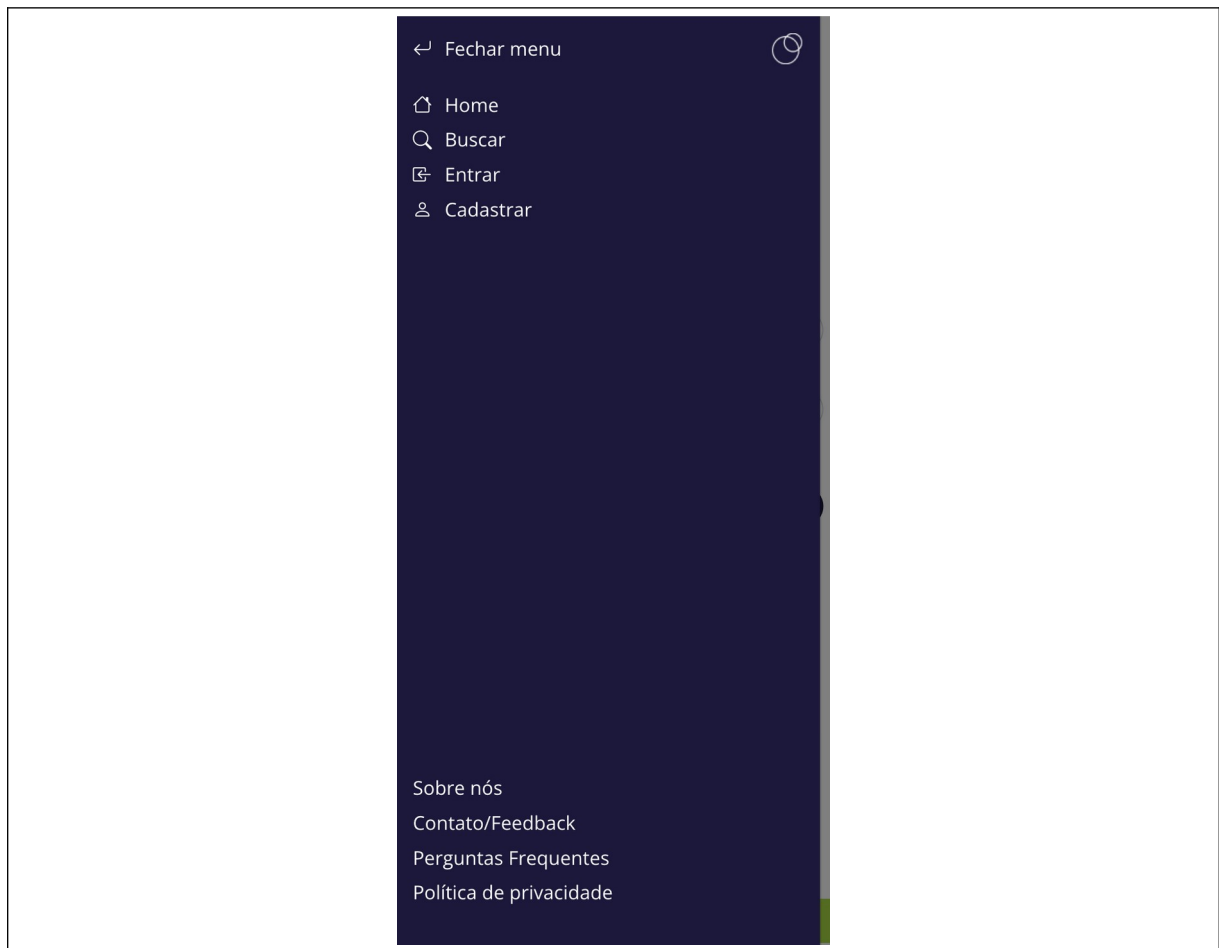 Fechar menu
Home
Buscar
Entrar
Cadastrar
Sobre nós
Contato/Feedback
Perguntas Frequentes
Política de privacidade